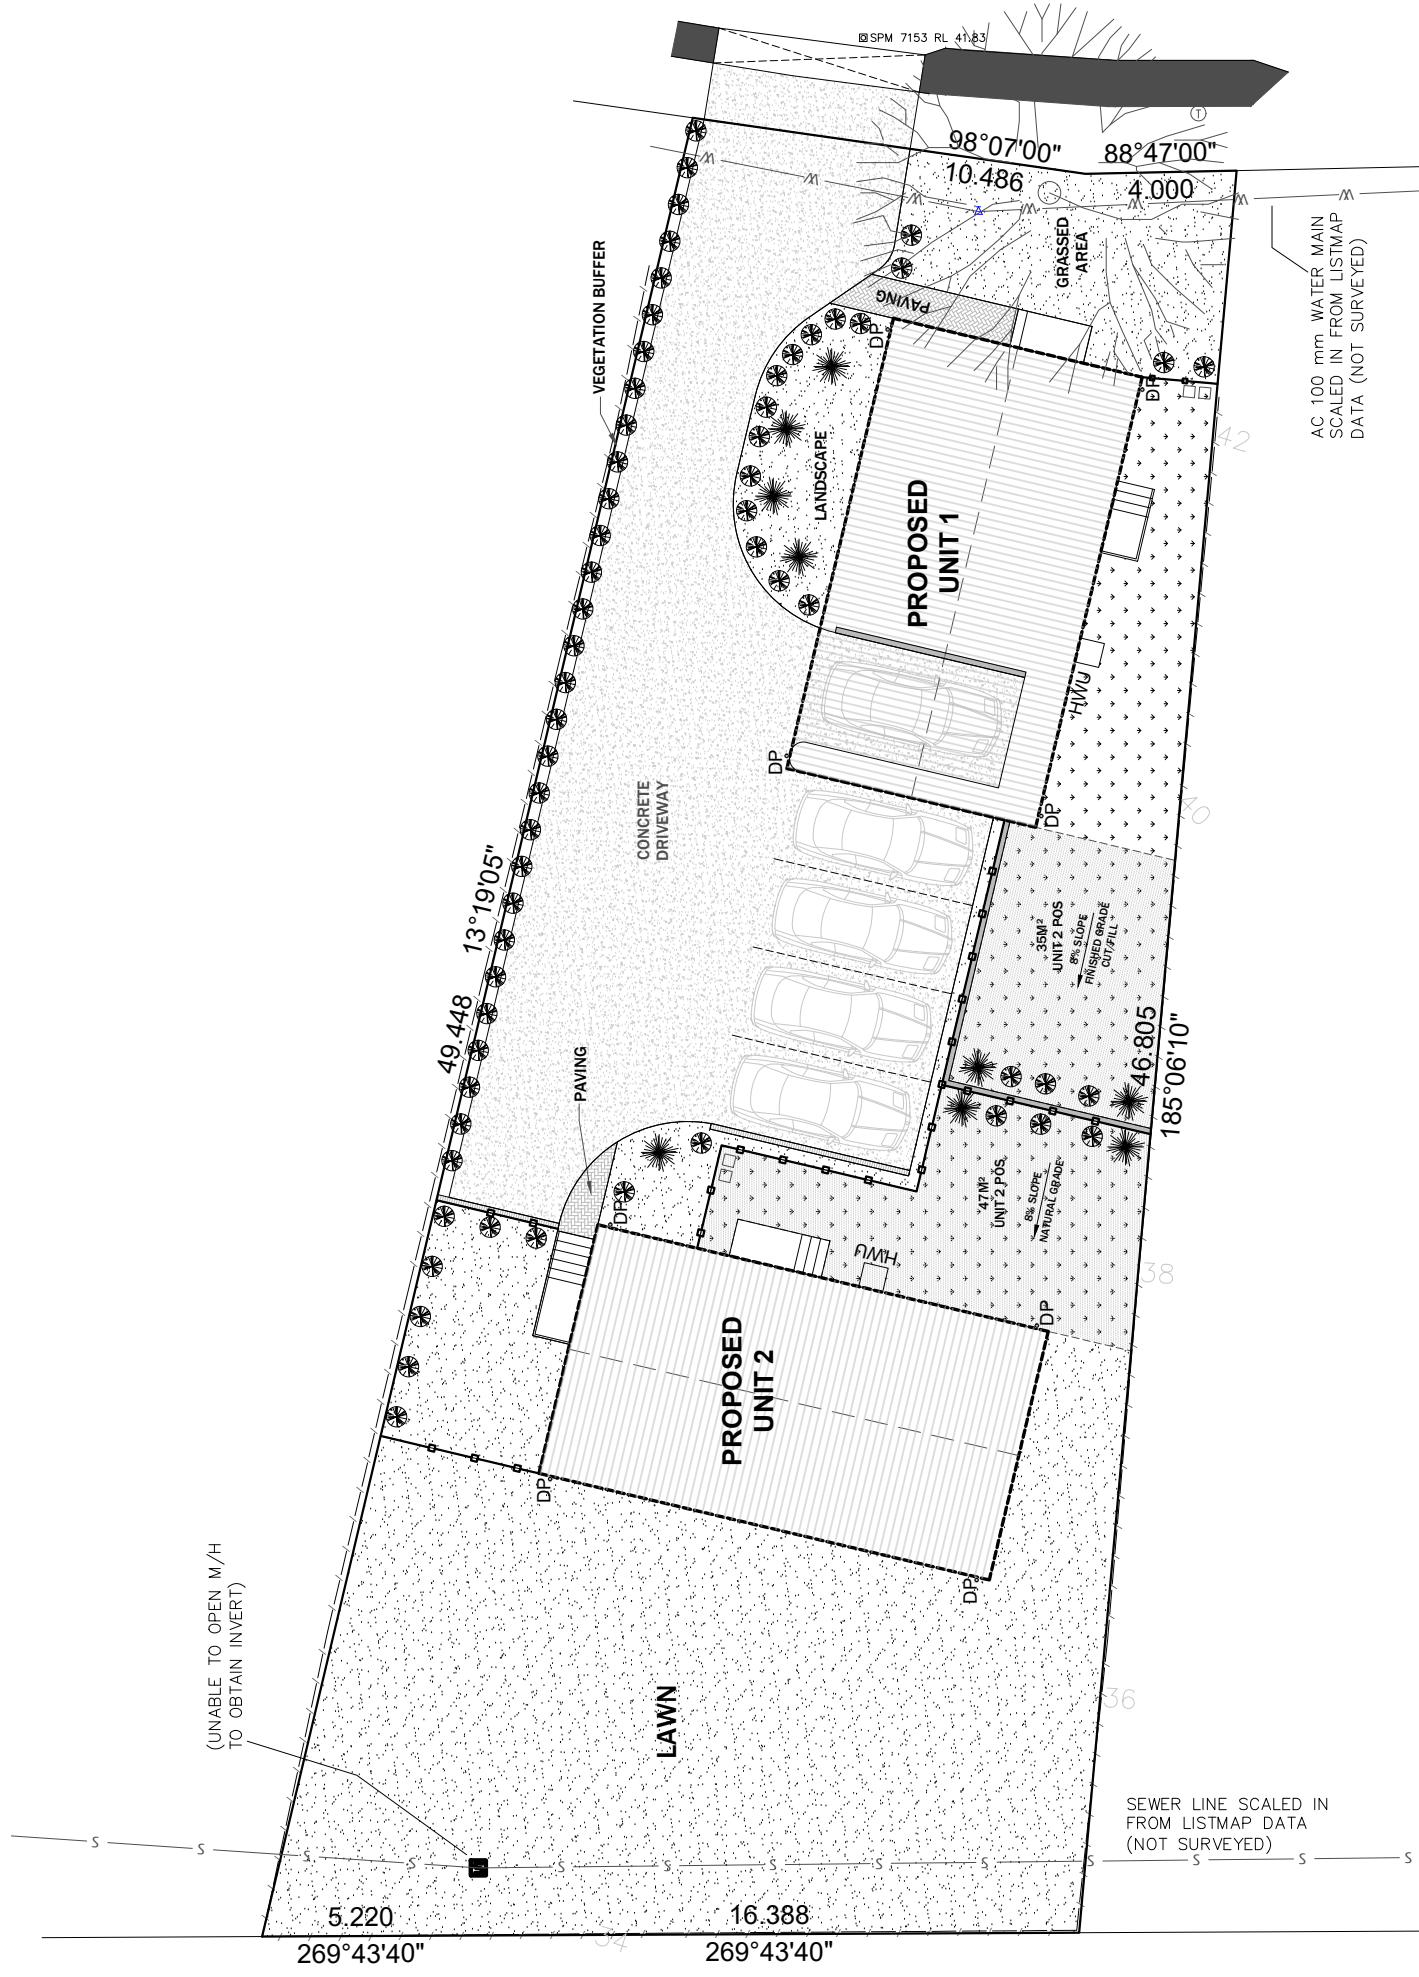 SPM 7153 RL 41.83
T
98°07'00"
10.486
88°47'00"
4.000
W
W
W
W
W
W
W
GRASSED
AREA
AC 100 mm WATER MAIN
SCALED IN FROM LISTMAP
DATA (NOT SURVEYED)
VEGETATION BUFFER
PAVING
DP
DP
LANDSCAPE
42
PROPOSED
UNIT 1
HWU
DP
DP
40
CONCRETE
DRIVEWAY
13°19'05"
49.448
35M²
UNIT 2 POS
8% SLOPE
FINISHED GRADE
CUT/FILL
46.805
185°06'10"
PAVING
47M²
UNIT 2 POS
8% SLOPE
NATURAL GRADE
DP
HWU
38
DP
PROPOSED
UNIT 2
DP
DP
(UNABLE TO OPEN M/H
TO OBTAIN INVERT)
LAWN
36
SEWER LINE SCALED IN
FROM LISTMAP DATA
(NOT SURVEYED)
S
S
S
S
S
S
S
S
S
S
S
S
S
5.220
16.388
34
269°43'40"
269°43'40"